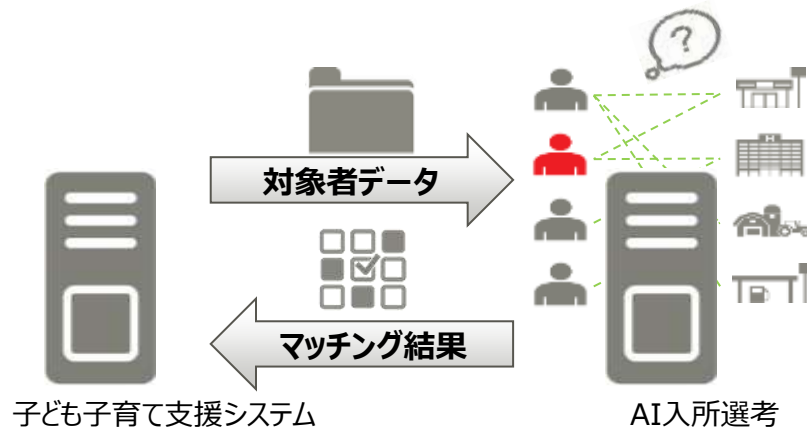 ?
対象者データ
H
マッチング結果
子ども子育て支援システム
AI入所選考